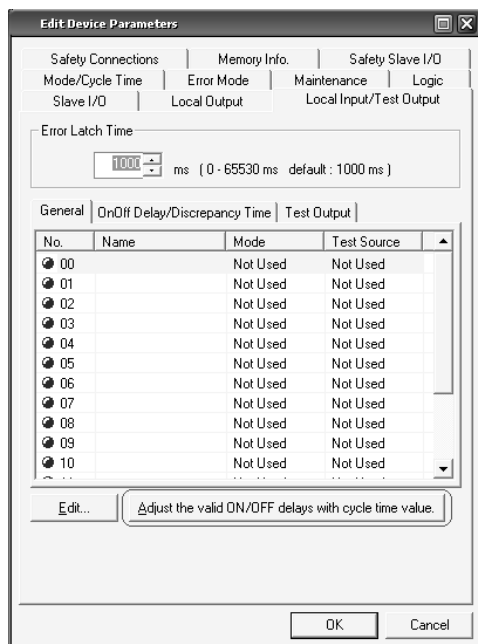 Edit Device Parameters
Safety Connections Memory Info. Safety Slave I/O
Mode/Cycle Time Error Mode Maintenance Logic
Slave I/O Local Output Local Input/Test Output
Error Latch Time
1000 ms ( 0 - 65530 ms default : 1000 ms )
General OnOff Delay/Discrepancy Time Test Output
No. Name Mode Test Source
00 Not Used Not Used
01 Not Used Not Used
02 Not Used Not Used
03 Not Used Not Used
04 Not Used Not Used
05 Not Used Not Used
06 Not Used Not Used
07 Not Used Not Used
08 Not Used Not Used
09 Not Used Not Used
10 Not Used Not Used
Edit... Adjust the valid ON/OFF delays with cycle time value.
OK Cancel